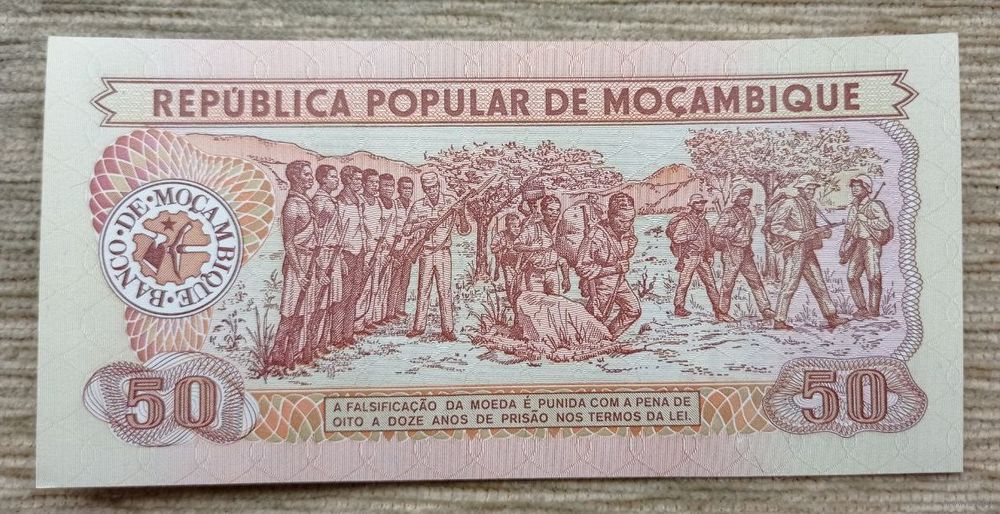 REPÚBLICA POPULAR DE MOÇAMBIQUE
BANCO·DE·MOÇAMBIQUE·
50
A FALSIFICAÇÃO DA MOEDA É PUNIDA COM A PENA DE
OITO A DOZE ANOS DE PRISÃO NOS TERMOS DA LEI.
50